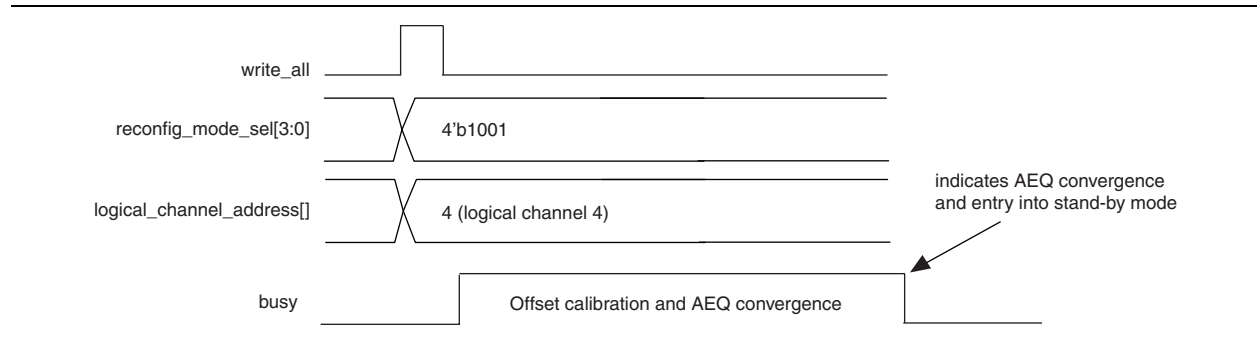 write_all
reconfig_mode_sel[3:0]
4’b1001
indicates AEQ convergence
and entry into stand-by mode
logical_channel_address[]
4 (logical channel 4)
busy
Offset calibration and AEQ convergence